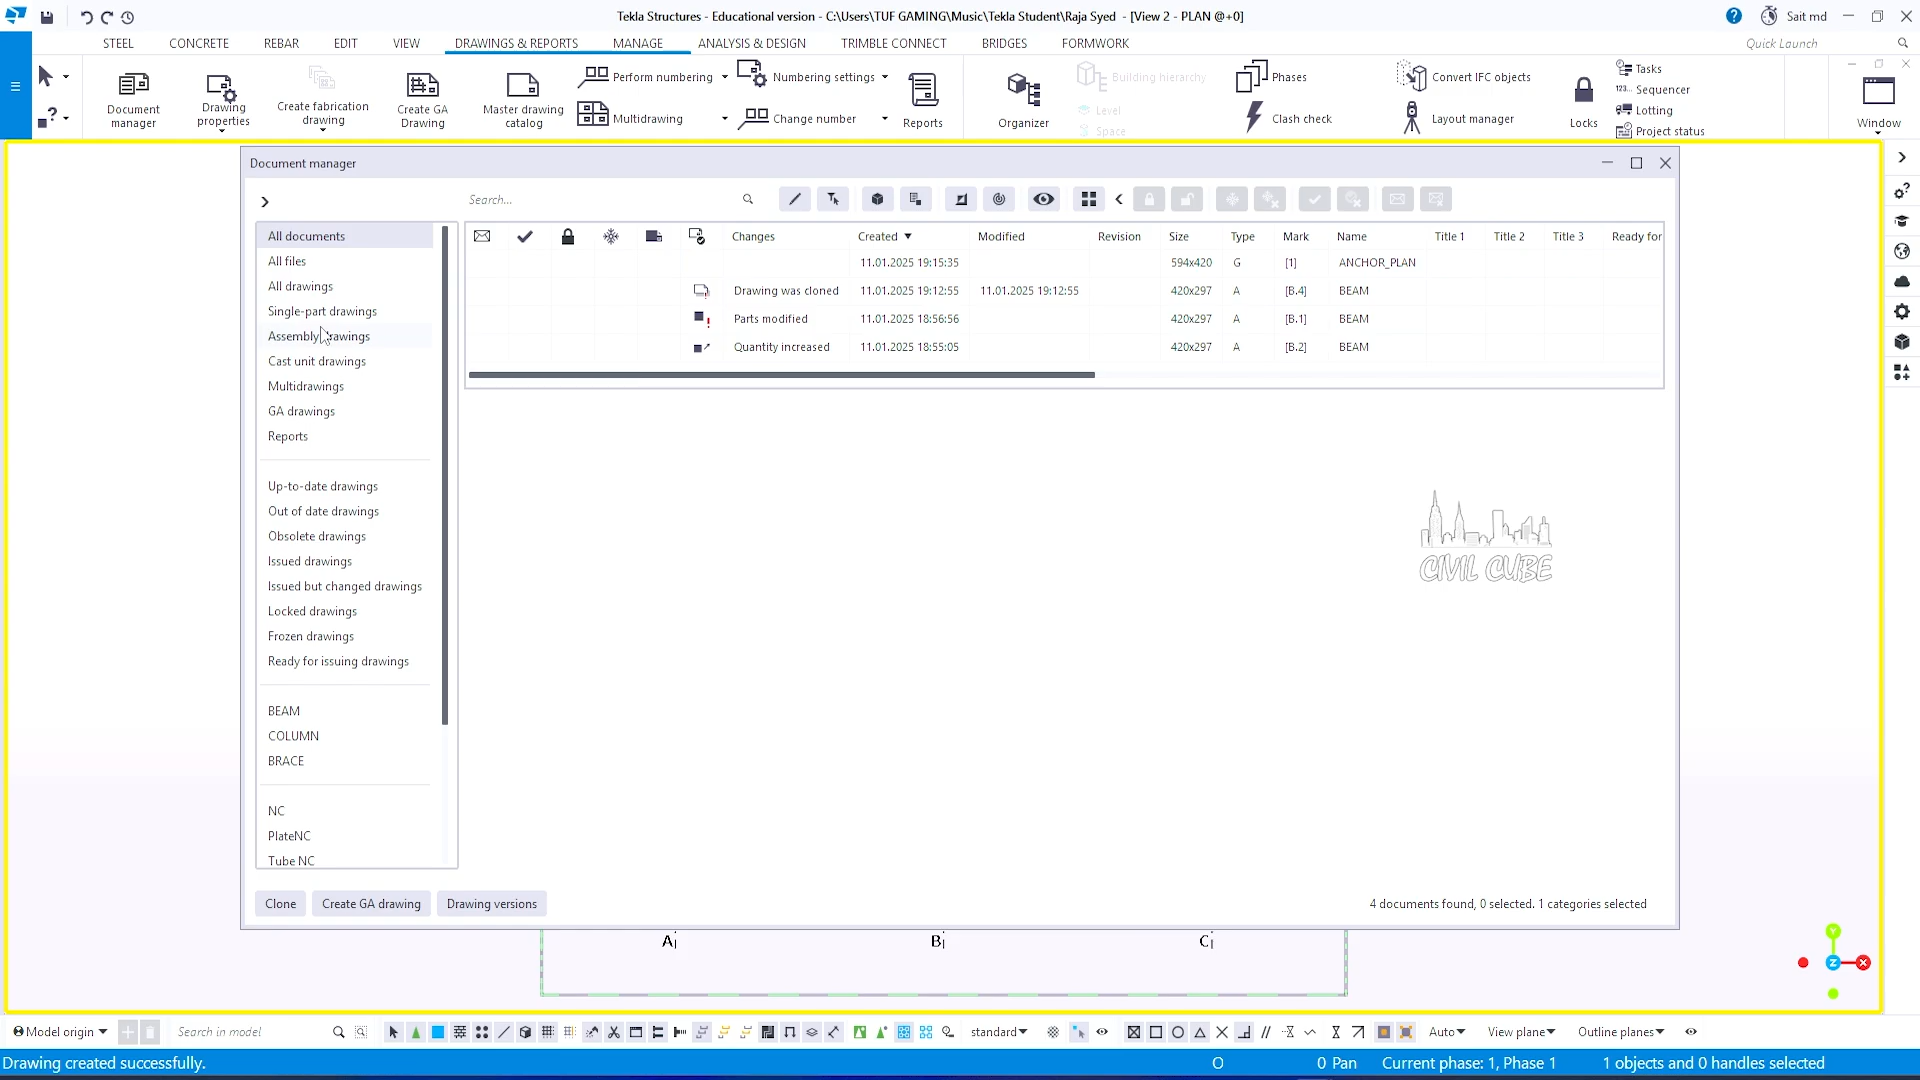 Tekla Structures - Educational version - C:\Users\TUF GAMING\Music\Tekla Student\Raja Syed - [View 2 - PLAN @+0]
Sait md
STEEL CONCRETE REBAR EDIT VIEW DRAWINGS & REPORTS MANAGE ANALYSIS & DESIGN TRIMBLE CONNECT BRIDGES FORMWORK Quick Launch
Document manager
Drawing properties
Create fabrication drawing
Create GA Drawing
Master drawing catalog
Perform numbering
Multidrawing
Numbering settings
Change number
Reports
Organizer
Building hierarchy
Level
Space
Phases
Clash check
Convert IFC objects
Layout manager
Locks
Tasks
Sequencer
Lotting
Project status
Window
Document manager
Search...
All documents
All files
All drawings
Single-part drawings
Assembly drawings
Cast unit drawings
Multidrawings
GA drawings
Reports
Up-to-date drawings
Out of date drawings
Obsolete drawings
Issued drawings
Issued but changed drawings
Locked drawings
Frozen drawings
Ready for issuing drawings
BEAM
COLUMN
BRACE
NC
PlateNC
Tube NC
Changes Created Modified Revision Size Type Mark Name Title 1 Title 2 Title 3 Ready for
11.01.2025 19:15:35 594x420 G [1] ANCHOR_PLAN
Drawing was cloned 11.01.2025 19:12:55 11.01.2025 19:12:55 420x297 A [B.4] BEAM
Parts modified 11.01.2025 18:56:56 420x297 A [B.1] BEAM
Quantity increased 11.01.2025 18:55:05 420x297 A [B.2] BEAM
CIVIL CUBE
Clone Create GA drawing Drawing versions 4 documents found, 0 selected. 1 categories selected
A B C
Y
Z X
Model origin Search in model standard Auto View plane Outline planes
Drawing created successfully. O 0 Pan Current phase: 1, Phase 1 1 objects and 0 handles selected